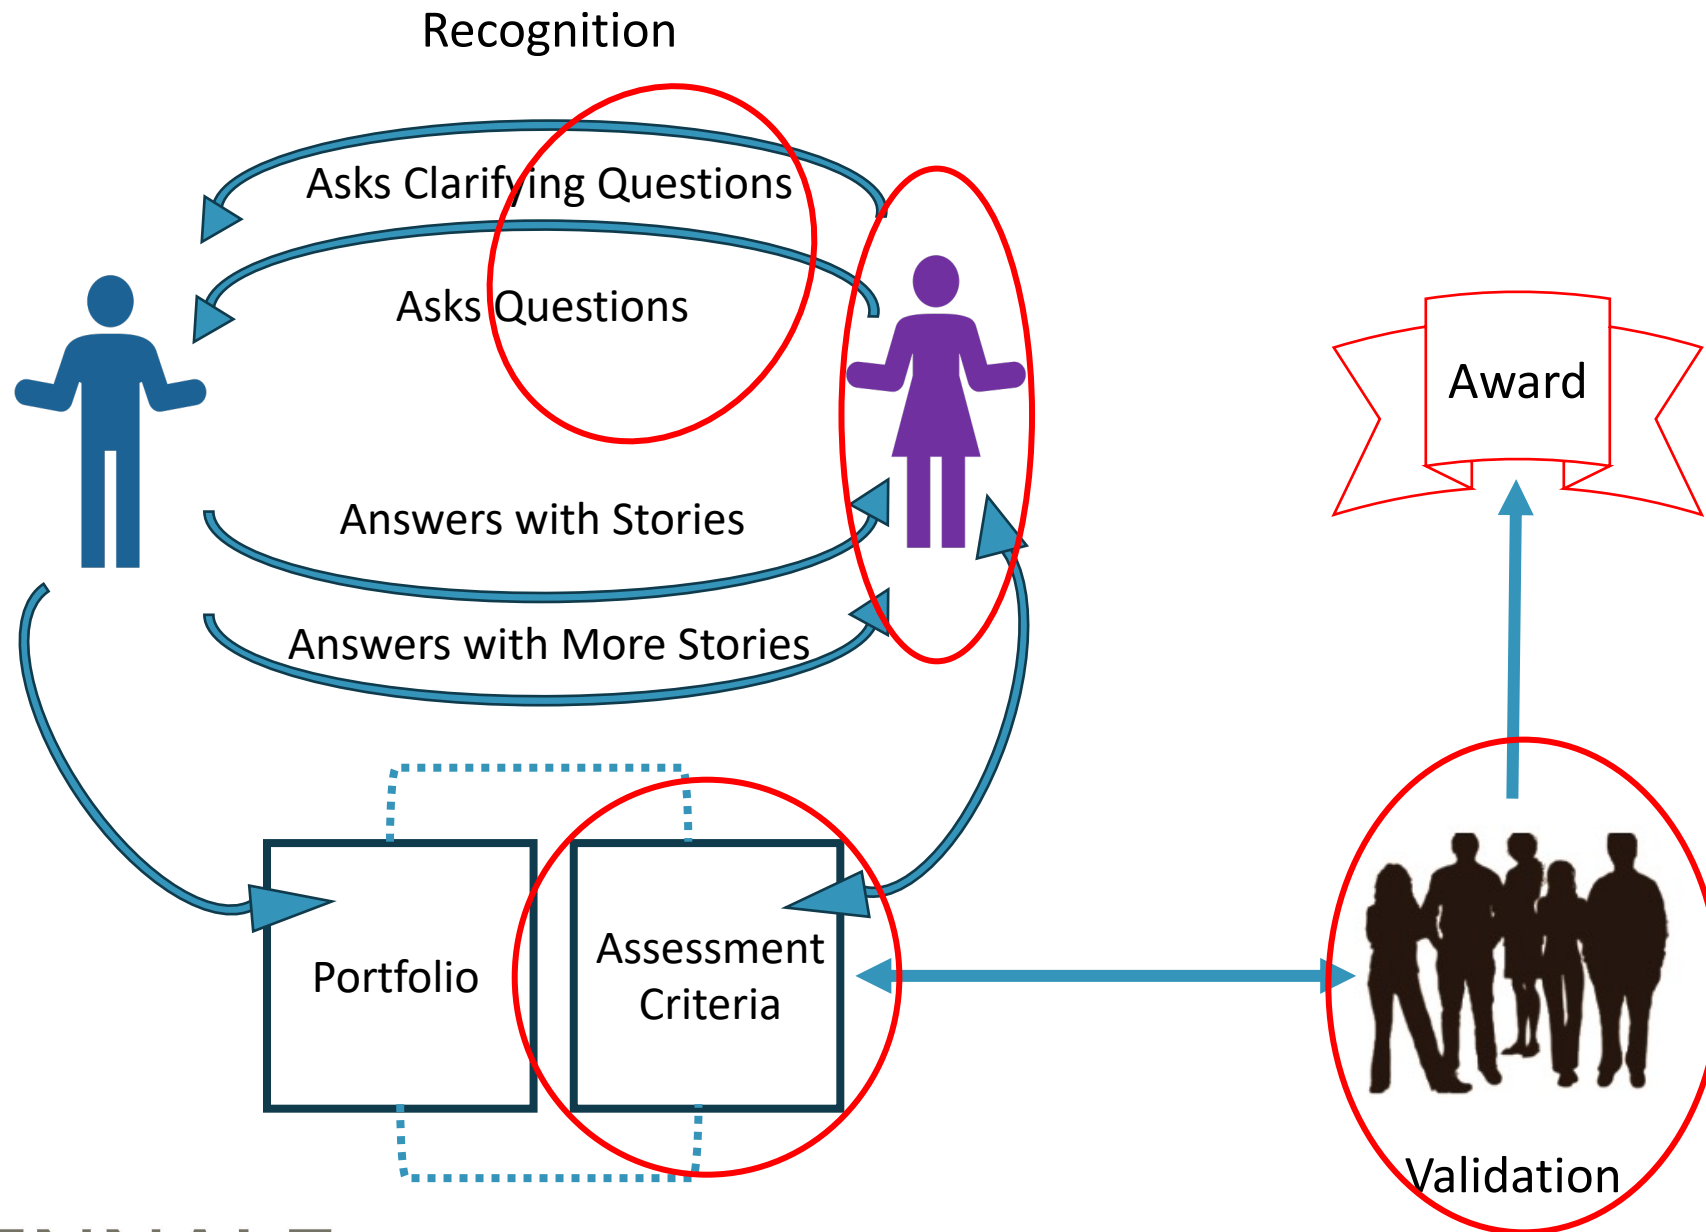 Recognition
Asks Clarifying Questions
Asks Questions
Award
Answers with Stories
Answers with More Stories
Portfolio
Assessment
Criteria
Validation